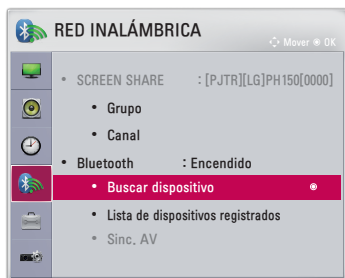 RED INALÁMBRICA
Mover ◉ OK
• SCREEN SHARE : [PJTR][LG]PH150[0000]
• Grupo
• Canal
• Bluetooth : Encendido
• Buscar dispositivo ◉
• Lista de dispositivos registrados
• Sinc. AV